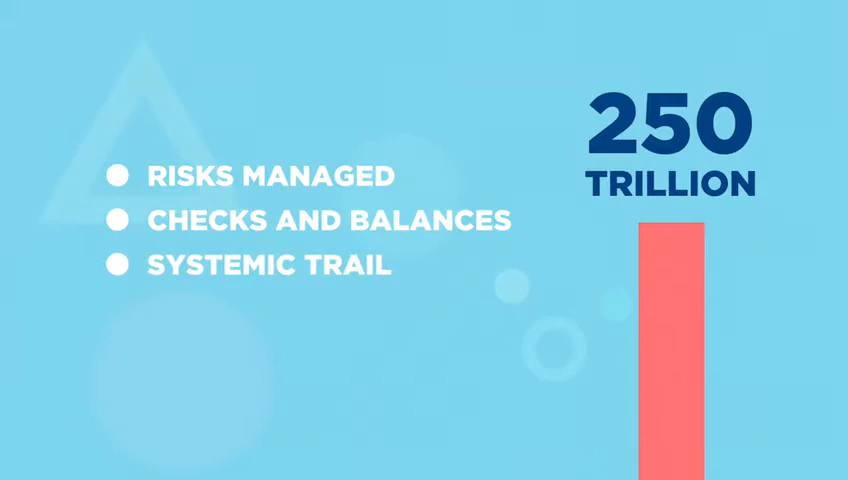 RISKS MANAGED
CHECKS AND BALANCES
SYSTEMIC TRAIL
250
TRILLION